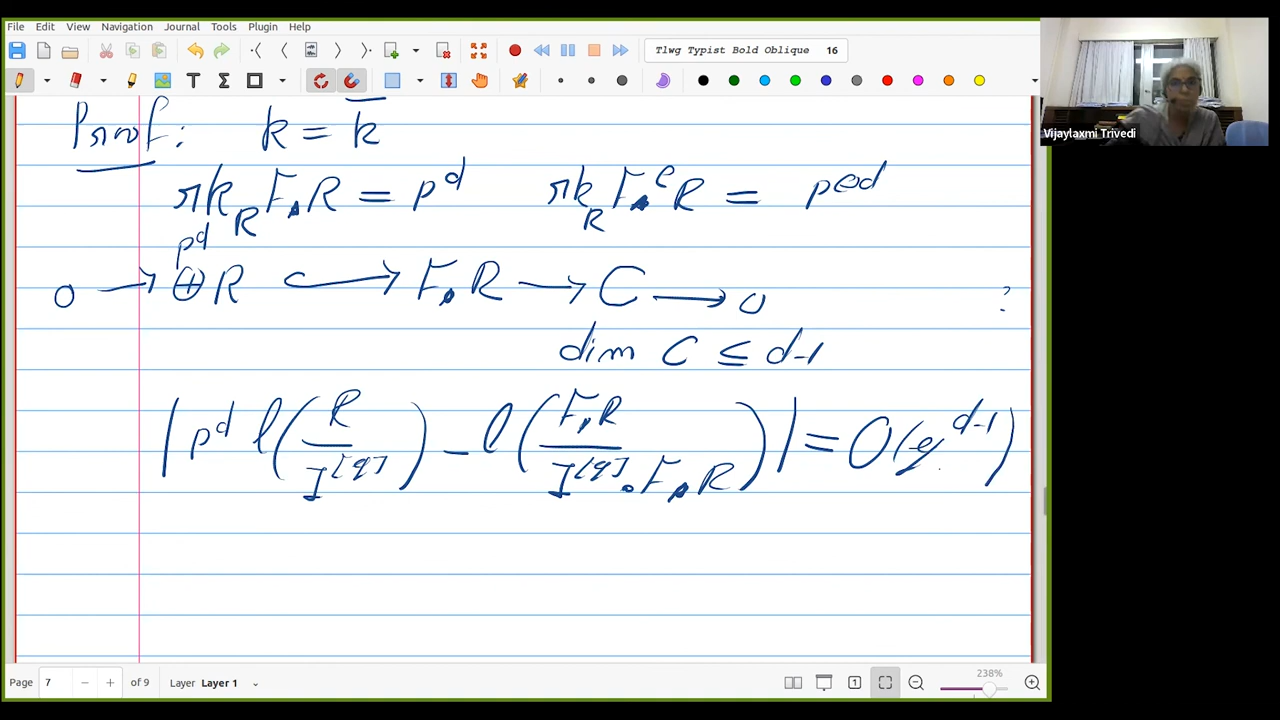 File Edit View Navigation Journal Tools Plugin Help
Tlwg Typist Bold Oblique 16
Vijaylaxmi Trivedi
Proof: k = k̅
rk_R F_*R = p^d rk_R F_*^e R = p^{ed}
0 → ⊕^{p^d} R ↪ F_*R → C → 0 ?
dim C ≤ d-1
| p^d l(R / I^{[q]}) - l(F_*R / I^{[q]}.F_*R) | = O(q^{d-1})
Page 7 of 9 Layer Layer 1 238%